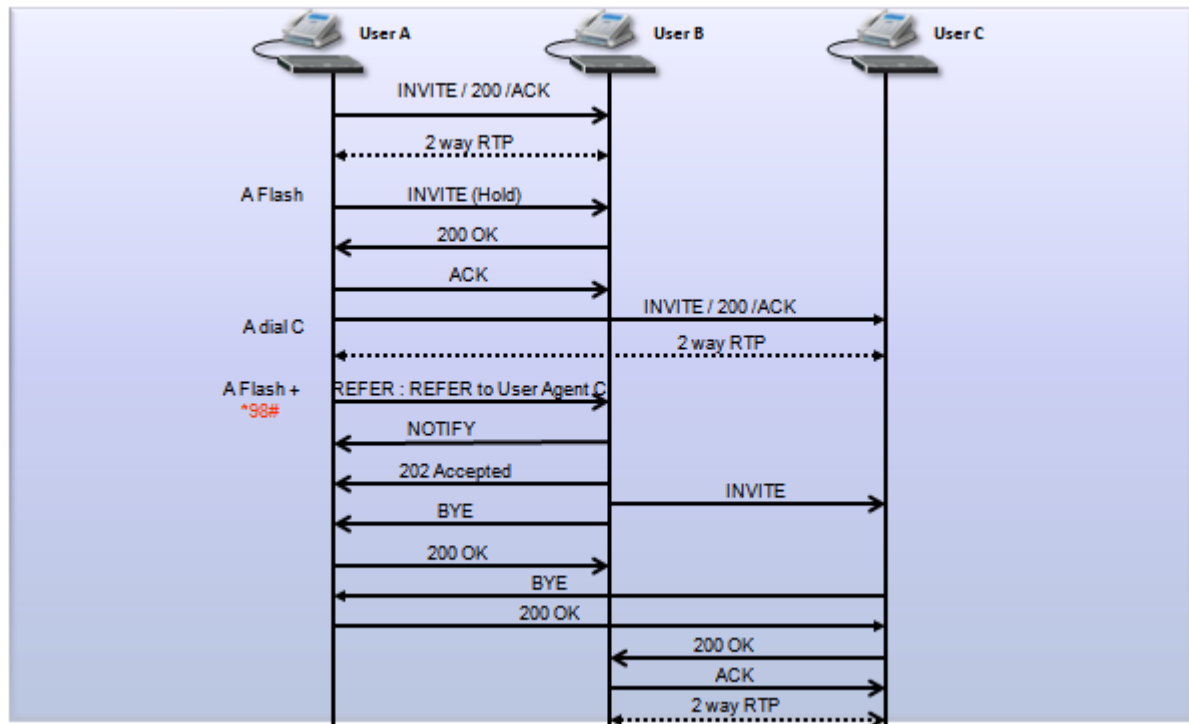 User A
User B
User C
INVITE / 200 /ACK
2 way RTP
A Flash
INVITE (Hold)
200 OK
ACK
INVITE / 200 /ACK
A dial C
2 way RTP
A Flash +
REFER : REFER to User Agent C
*98#
NOTIFY
202 Accepted
INVITE
BYE
200 OK
BYE
200 OK
200 OK
ACK
2 way RTP